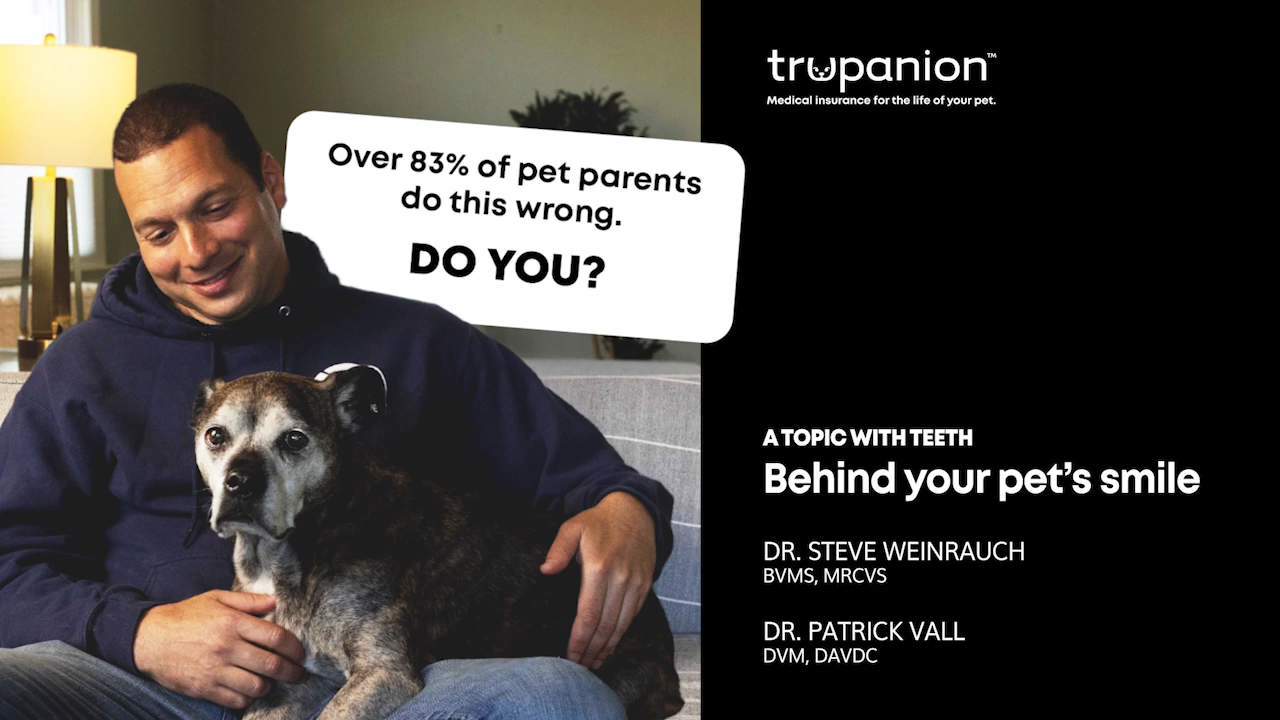 Over 83% of pet parents
do this wrong.
DO YOU?
trupanion™
Medical insurance for the life of your pet.
A TOPIC WITH TEETH
Behind your pet’s smile
DR. STEVE WEINRAUCH
BVMS, MRCVS
DR. PATRICK VALL
DVM, DAVDC